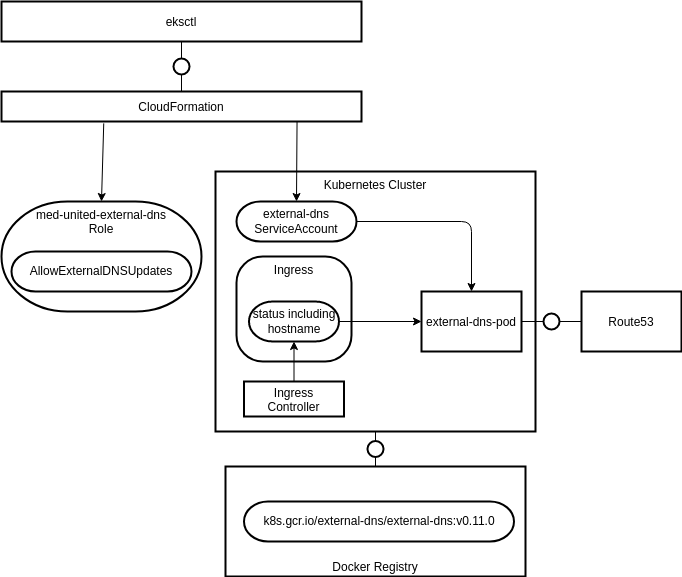 eksctl
CloudFormation
Kubernetes Cluster
med-united-external-dns
Role
AllowExternalDNSUpdates
external-dns
ServiceAccount
Ingress
status including
hostname
external-dns-pod
Route53
Ingress
Controller
k8s.gcr.io/external-dns/external-dns:v0.11.0
Docker Registry